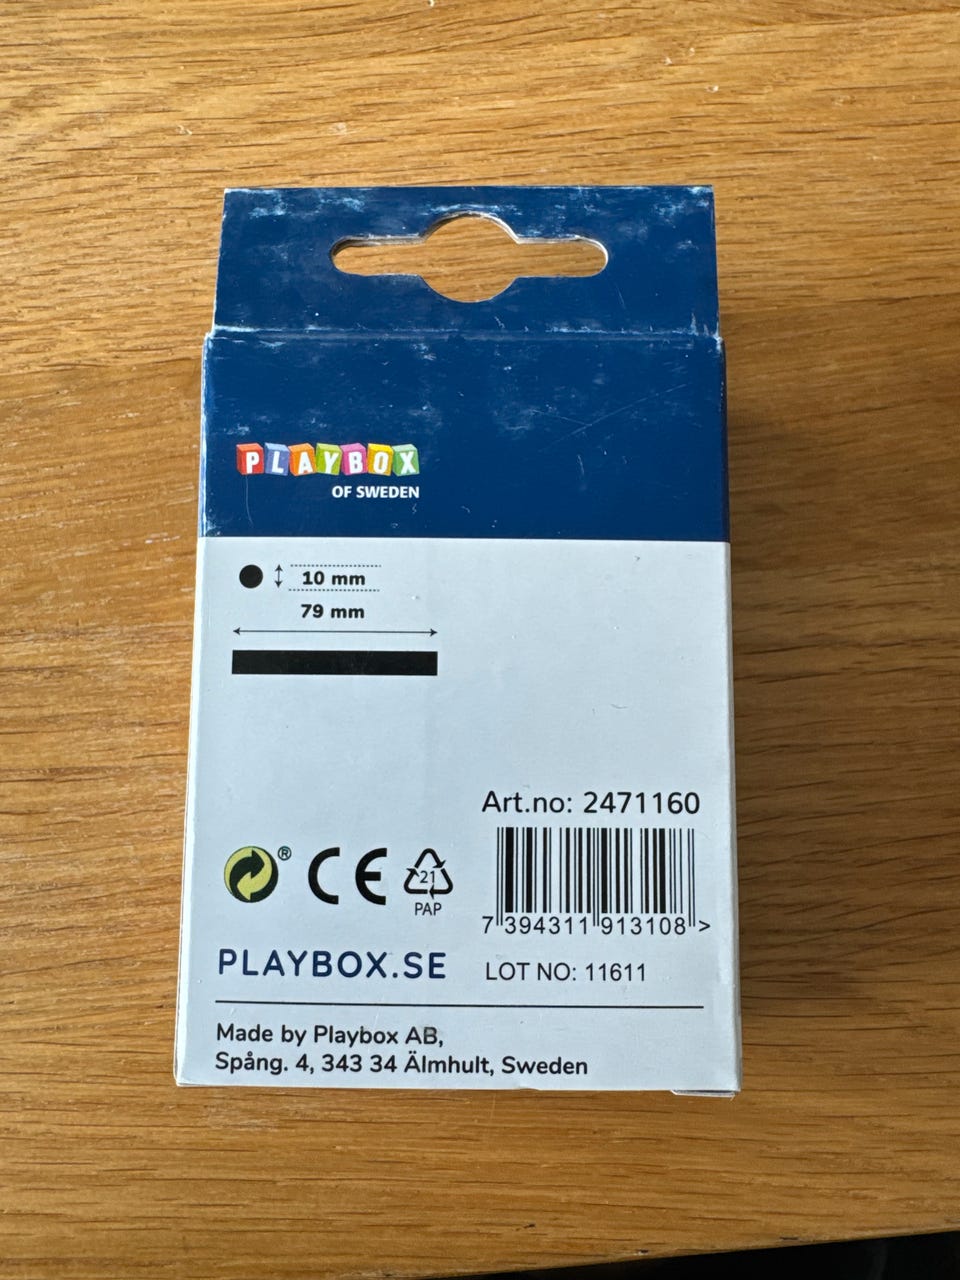 PLAYBOX
OF SWEDEN
10 mm
79 mm
Art.no: 2471160
® CE 21
PAP
7 394311 913108 >
PLAYBOX.SE
LOT NO: 11611
Made by Playbox AB,
Spång. 4, 343 34 Älmhult, Sweden